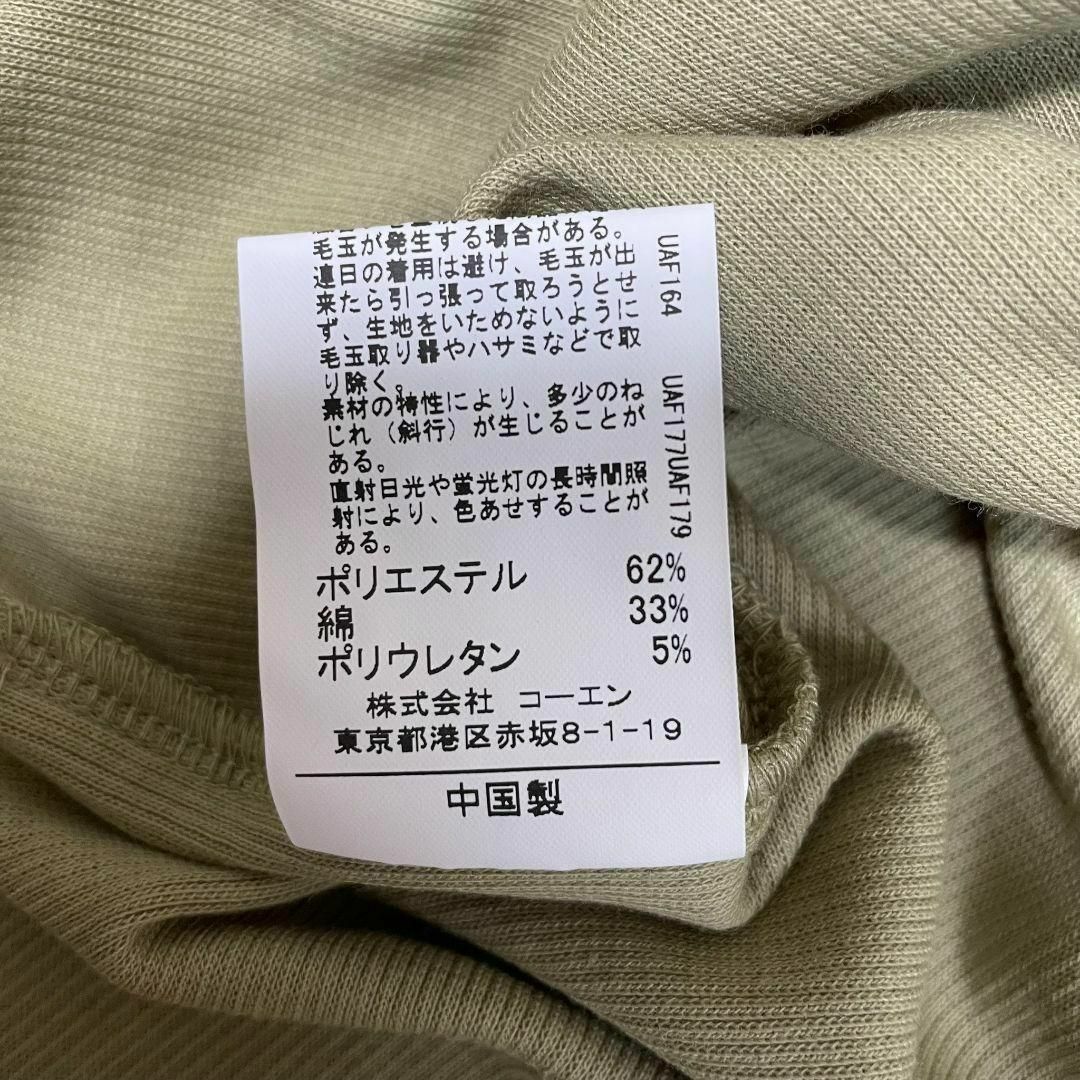 毛玉が発生する場合がある。
連日の着用は避け、毛玉が出
来たら引っ張って取ろうとせ
ず、生地をいためないように
毛玉取り器やハサミなどで取
り除く。
素材の特性により、多少のね
じれ（斜行）が生じることが
ある。
直射日光や蛍光灯の長時間照
射により、色あせすることが
ある。
ポリエステル 62%
綿 33%
ポリウレタン 5%
株式会社 コーエン
東京都港区赤坂8-1-19
中国製
UAF164 UAF177UAF179